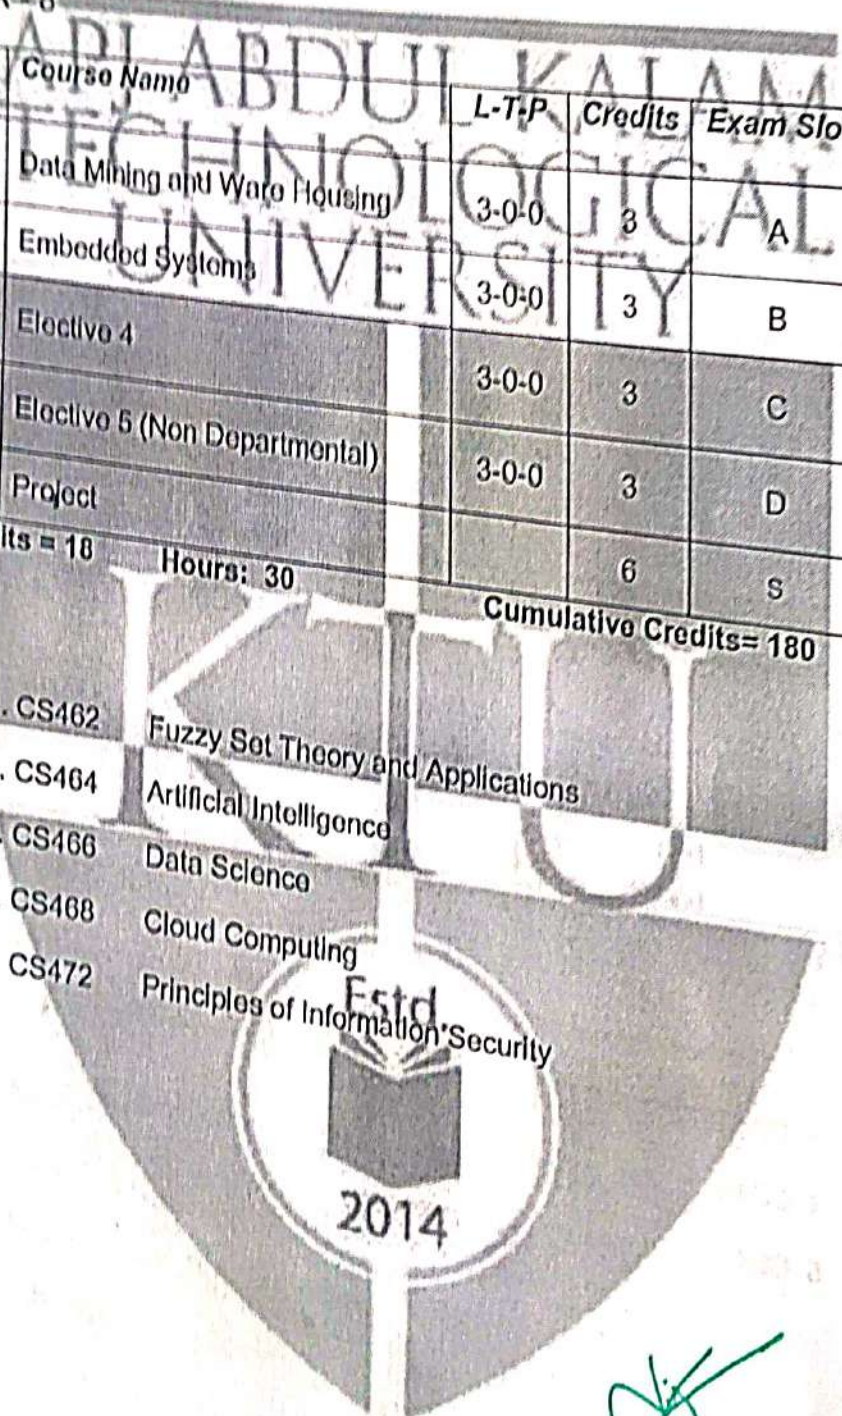 API ABDUL KALAM
TECHNOLOGICAL
UNIVERSITY
Course Name L-T-P Credits Exam Slo
Data Mining and Ware Housing 3-0-0 3 A
Embedded Systems 3-0-0 3 B
Elective 4 3-0-0 3 C
Elective 5 (Non Departmental) 3-0-0 3 D
Project 6 S
its = 18 Hours: 30 Cumulative Credits= 180
KTU
. CS462 Fuzzy Set Theory and Applications
. CS464 Artificial Intelligence
. CS466 Data Science
CS468 Cloud Computing
CS472 Principles of Information Security
Estd.
2014